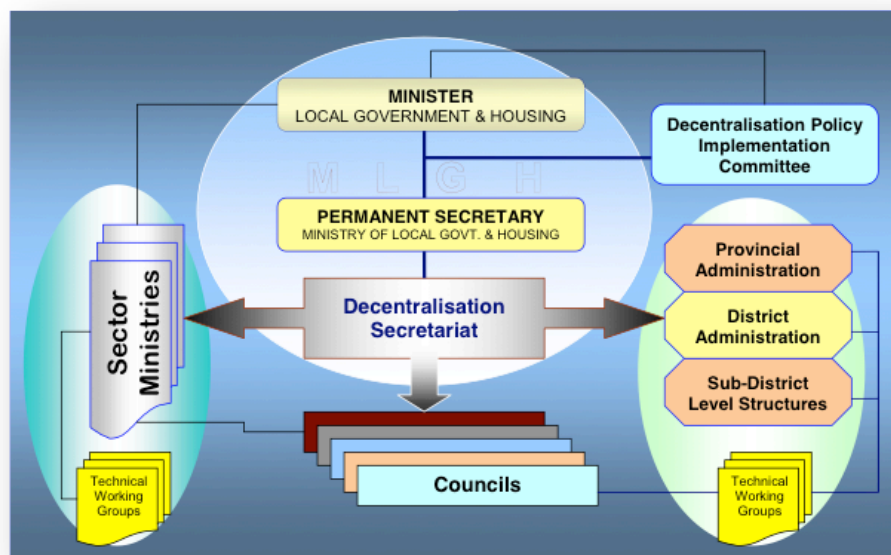 MINISTER
LOCAL GOVERNMENT & HOUSING
Decentralisation Policy
Implementation
Committee
M L G H
PERMANENT SECRETARY
MINISTRY OF LOCAL GOVT. & HOUSING
Provincial
Administration
Sector
Ministries
Decentralisation
Secretariat
District
Administration
Sub-District
Level Structures
Technical
Working
Groups
Councils
Technical
Working
Groups